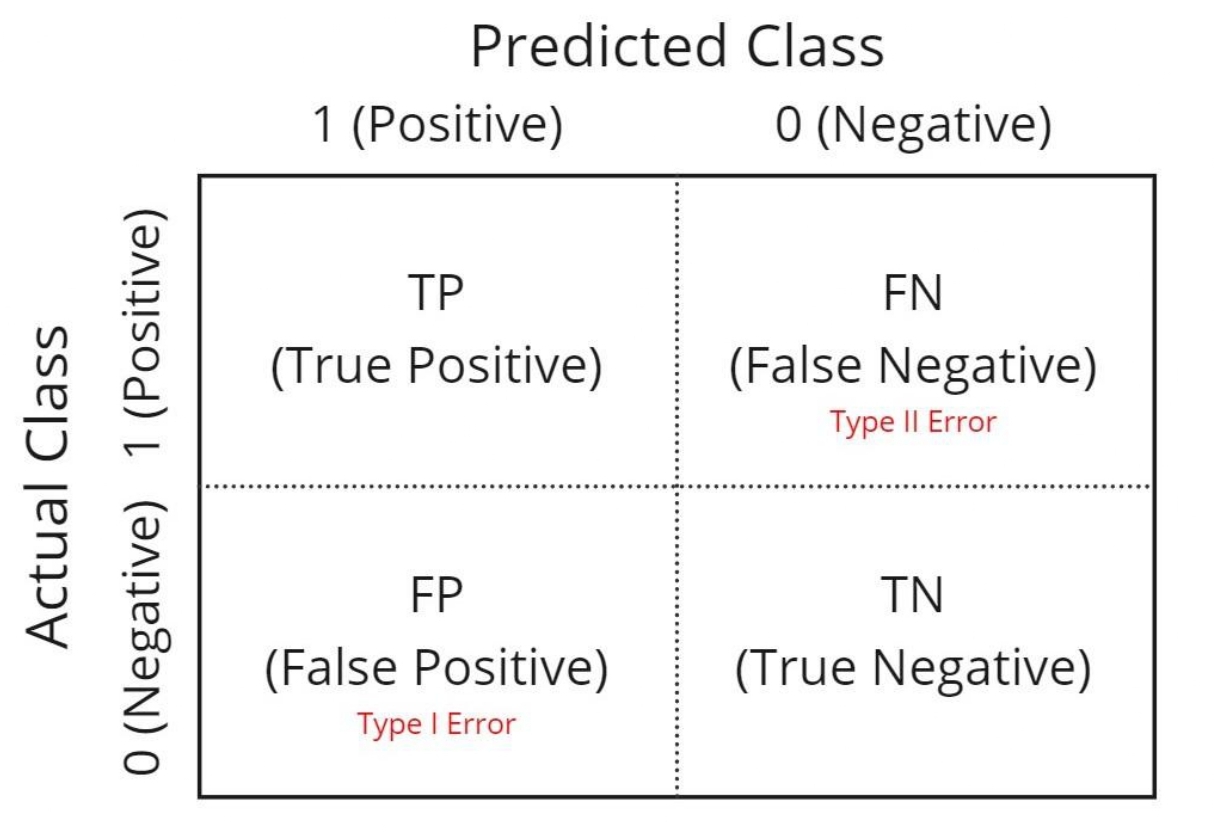 Predicted Class
1 (Positive)
0 (Negative)
Actual Class
1 (Positive)
0 (Negative)
TP
(True Positive)
FN
(False Negative)
Type II Error
FP
(False Positive)
Type I Error
TN
(True Negative)